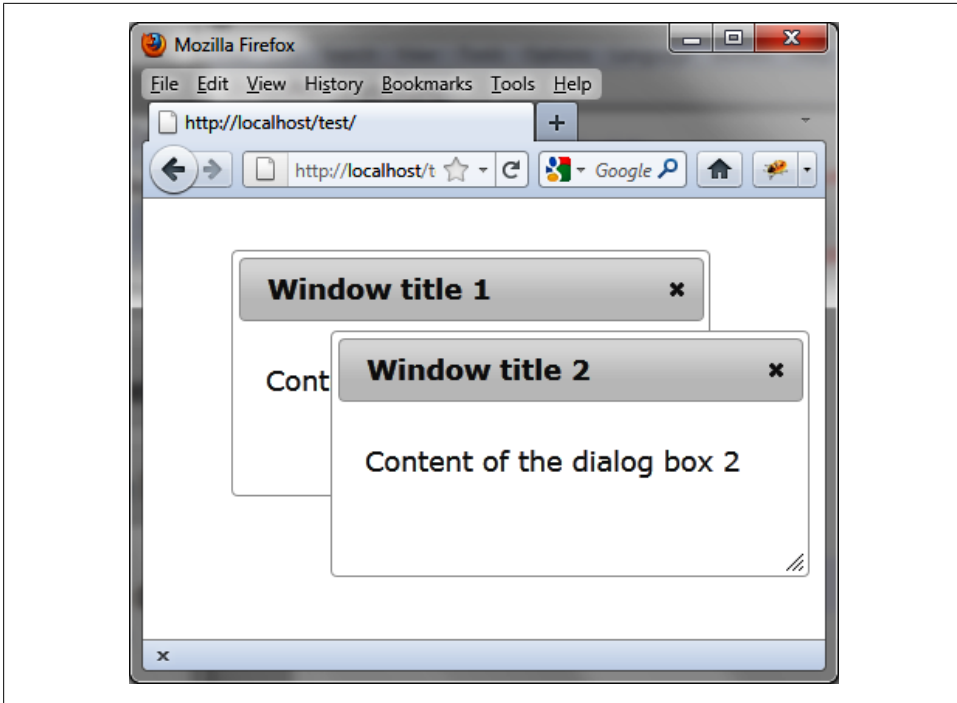 Mozilla Firefox
File Edit View History Bookmarks Tools Help
http://localhost/test/
http://localhost/t Google
Window title 1
Cont
Window title 2
Content of the dialog box 2